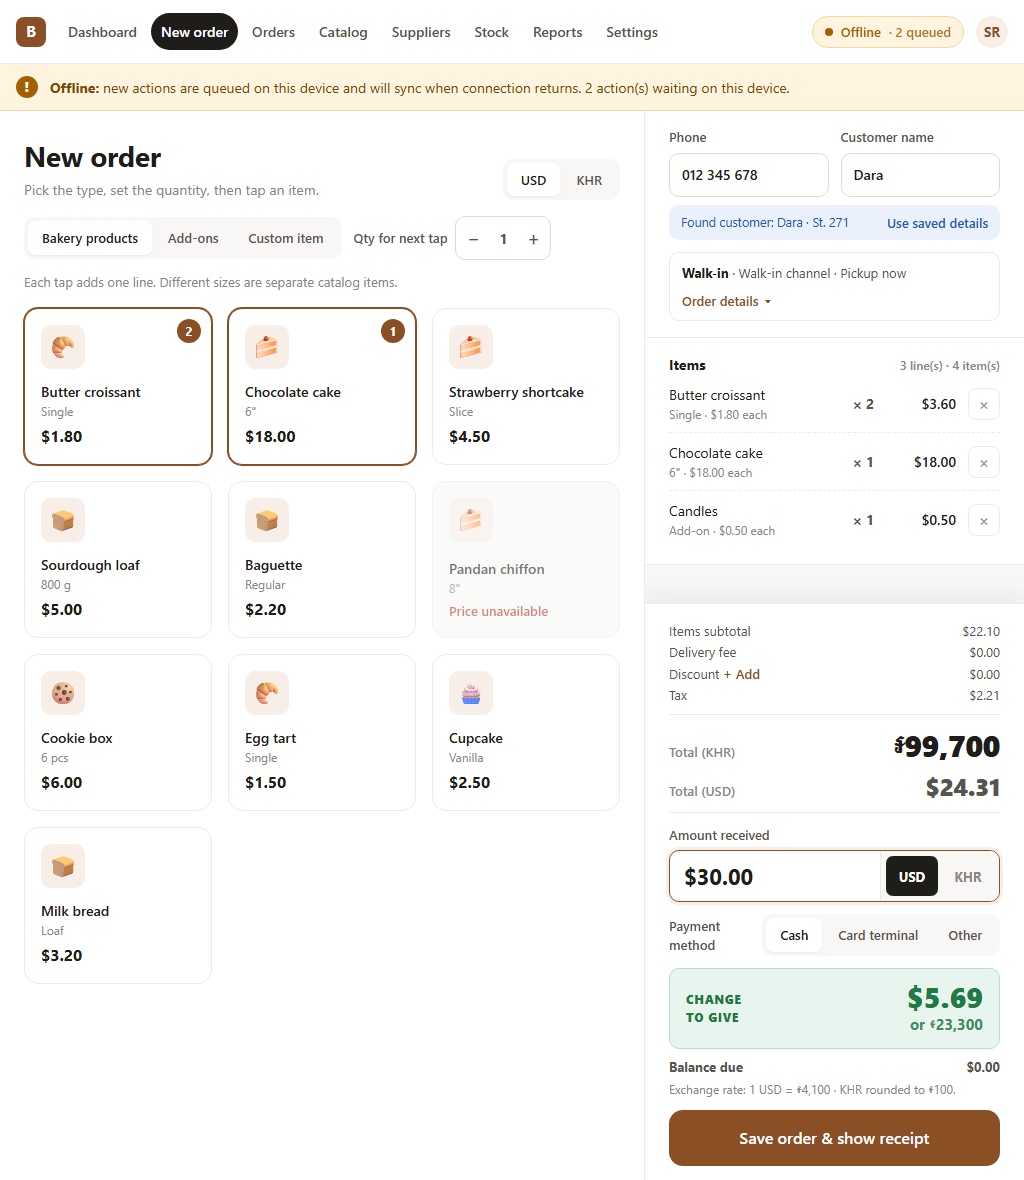 B
Dashboard
New order
Orders
Catalog
Suppliers
Stock
Reports
Settings
Offline · 2 queued
SR
! Offline: new actions are queued on this device and will sync when connection returns. 2 action(s) waiting on this device.
New order
Pick the type, set the quantity, then tap an item.
USD KHR
Bakery products Add-ons Custom item
Qty for next tap − 1 +
Each tap adds one line. Different sizes are separate catalog items.
2
Butter croissant
Single
$1.80
1
Chocolate cake
6"
$18.00
Strawberry shortcake
Slice
$4.50
Sourdough loaf
800 g
$5.00
Baguette
Regular
$2.20
Pandan chiffon
8"
Price unavailable
Cookie box
6 pcs
$6.00
Egg tart
Single
$1.50
Cupcake
Vanilla
$2.50
Milk bread
Loaf
$3.20
Phone
012 345 678
Customer name
Dara
Found customer: Dara · St. 271 Use saved details
Walk-in · Walk-in channel · Pickup now
Order details
Items 3 line(s) · 4 item(s)
Butter croissant
Single · $1.80 each
× 2 $3.60 ×
Chocolate cake
6" · $18.00 each
× 1 $18.00 ×
Candles
Add-on · $0.50 each
× 1 $0.50 ×
Items subtotal $22.10
Delivery fee $0.00
Discount + Add $0.00
Tax $2.21
Total (KHR) ៛99,700
Total (USD) $24.31
Amount received
$30.00 USD KHR
Payment
method
Cash Card terminal Other
CHANGE
TO GIVE
$5.69
or ៛23,300
Balance due $0.00
Exchange rate: 1 USD = ៛4,100 · KHR rounded to ៛100.
Save order & show receipt